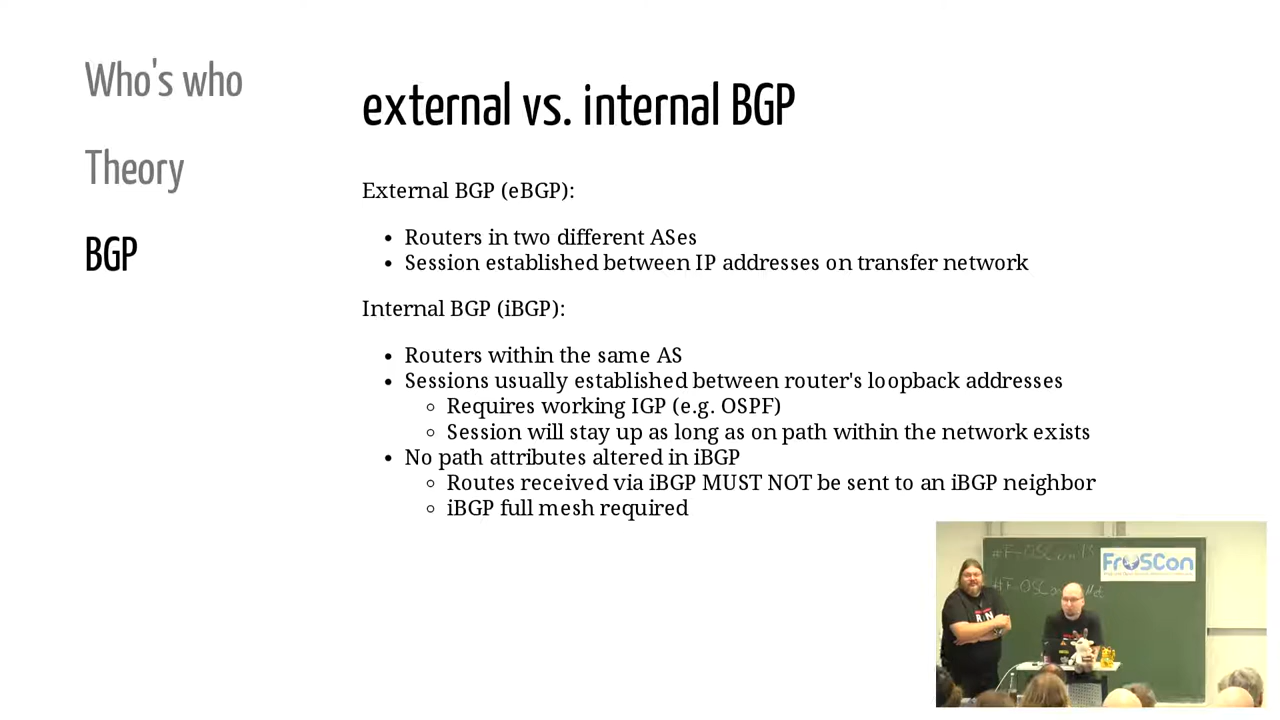 Who's who
Theory
BGP
external vs. internal BGP
External BGP (eBGP):
• Routers in two different ASes
• Session established between IP addresses on transfer network
Internal BGP (iBGP):
• Routers within the same AS
• Sessions usually established between router's loopback addresses
◦ Requires working IGP (e.g. OSPF)
◦ Session will stay up as long as on path within the network exists
• No path attributes altered in iBGP
◦ Routes received via iBGP MUST NOT be sent to an iBGP neighbor
◦ iBGP full mesh required
FrOSCon